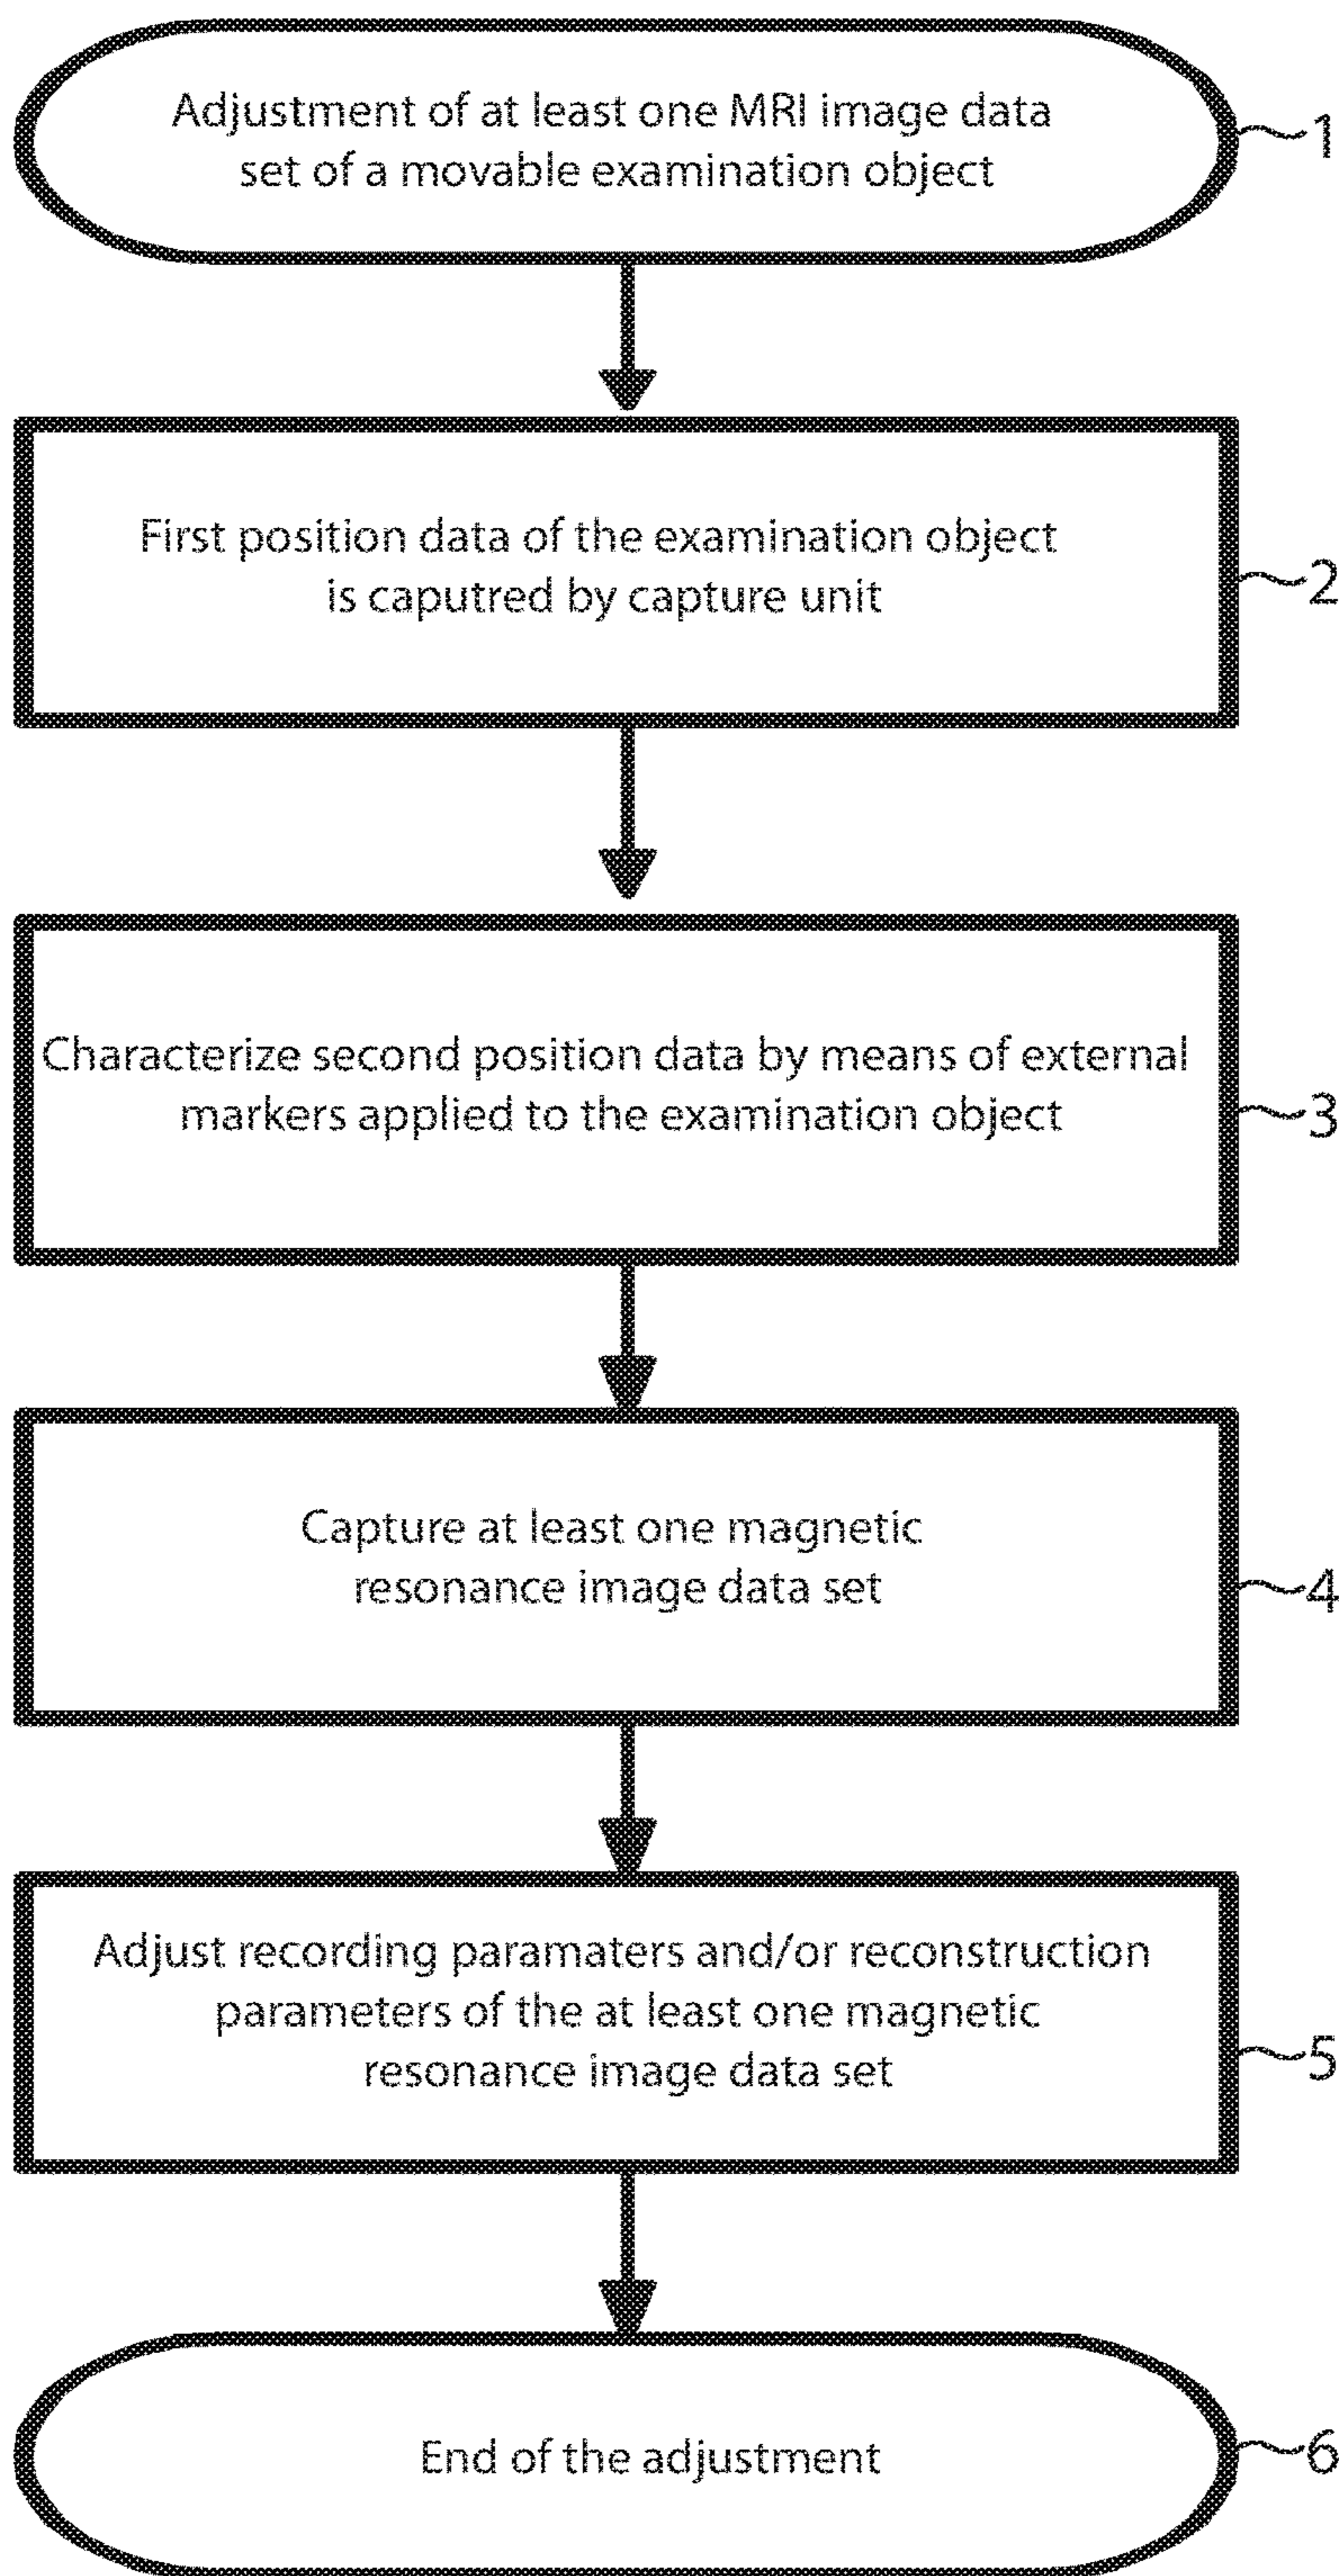 Adjustment of at least one MRI image data
set of a movable examination object
1
First position data of the examination object
is caputred by capture unit
2
Characterize second position data by means of external
markers applied to the examination object
3
Capture at least one magnetic
resonance image data set
4
Adjust recording paramaters and/or reconstruction
parameters of the at least one magnetic
resonance image data set
5
End of the adjustment
6